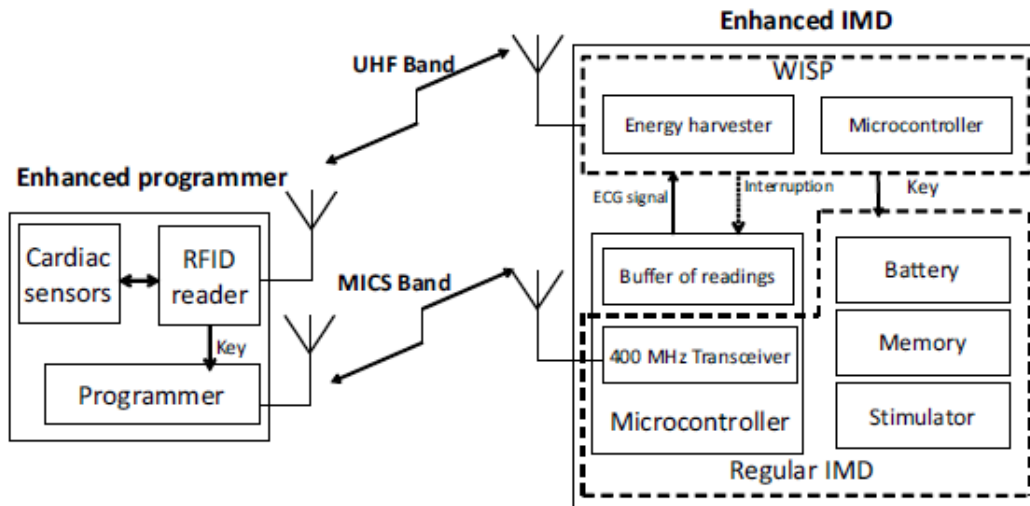 Enhanced IMD
UHF Band
WISP
Energy harvester
Microcontroller
Enhanced programmer
ECG signal
Interruption
Key
Cardiac
sensors
RFID
reader
MICS Band
Buffer of readings
Battery
Key
400 MHz Transceiver
Memory
Programmer
Microcontroller
Stimulator
Regular IMD